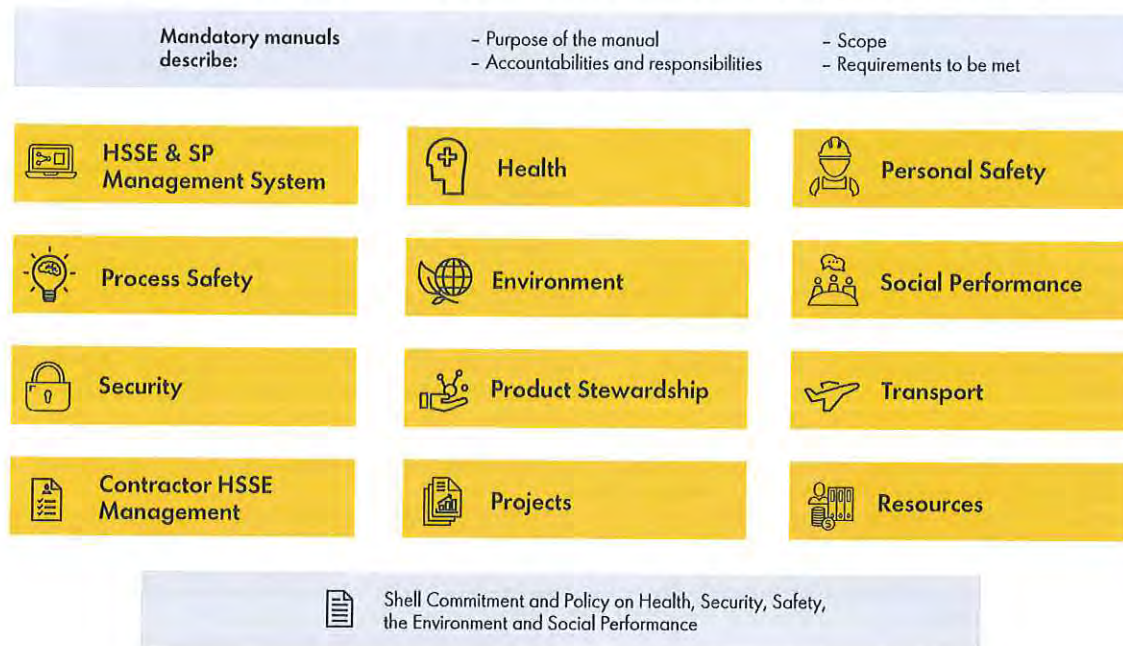 Mandatory manuals
describe:
– Purpose of the manual
– Accountabilities and responsibilities
– Scope
– Requirements to be met
HSSE & SP
Management System
Health
Personal Safety
Process Safety
Environment
Social Performance
Security
Product Stewardship
Transport
Contractor HSSE
Management
Projects
Resources
Shell Commitment and Policy on Health, Security, Safety,
the Environment and Social Performance